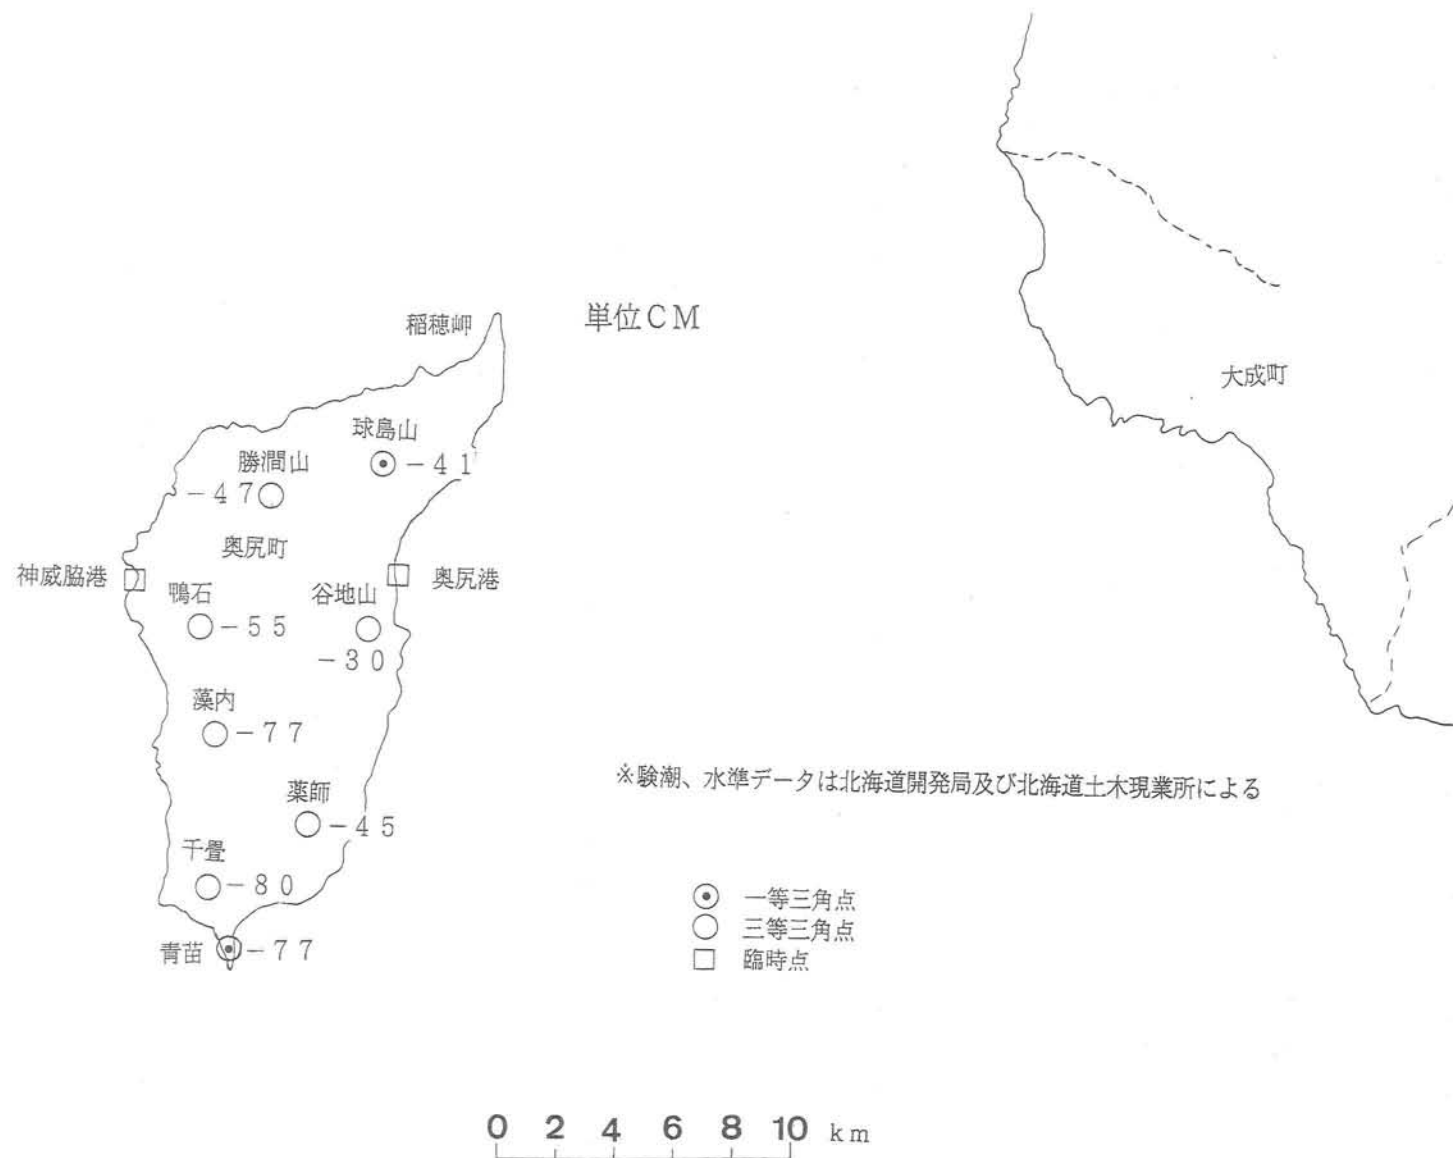 稲穂岬
単位CM
大成町
球島山
-41
勝澗山
-47
奥尻町
神威脇港
奥尻港
鴨石
-55
谷地山
-30
藻内
-77
※験潮、水準データは北海道開発局及び北海道土木現業所による
薬師
-45
千畳
-80
青苗
-77
一等三角点
三等三角点
臨時点
0 2 4 6 8 10 km